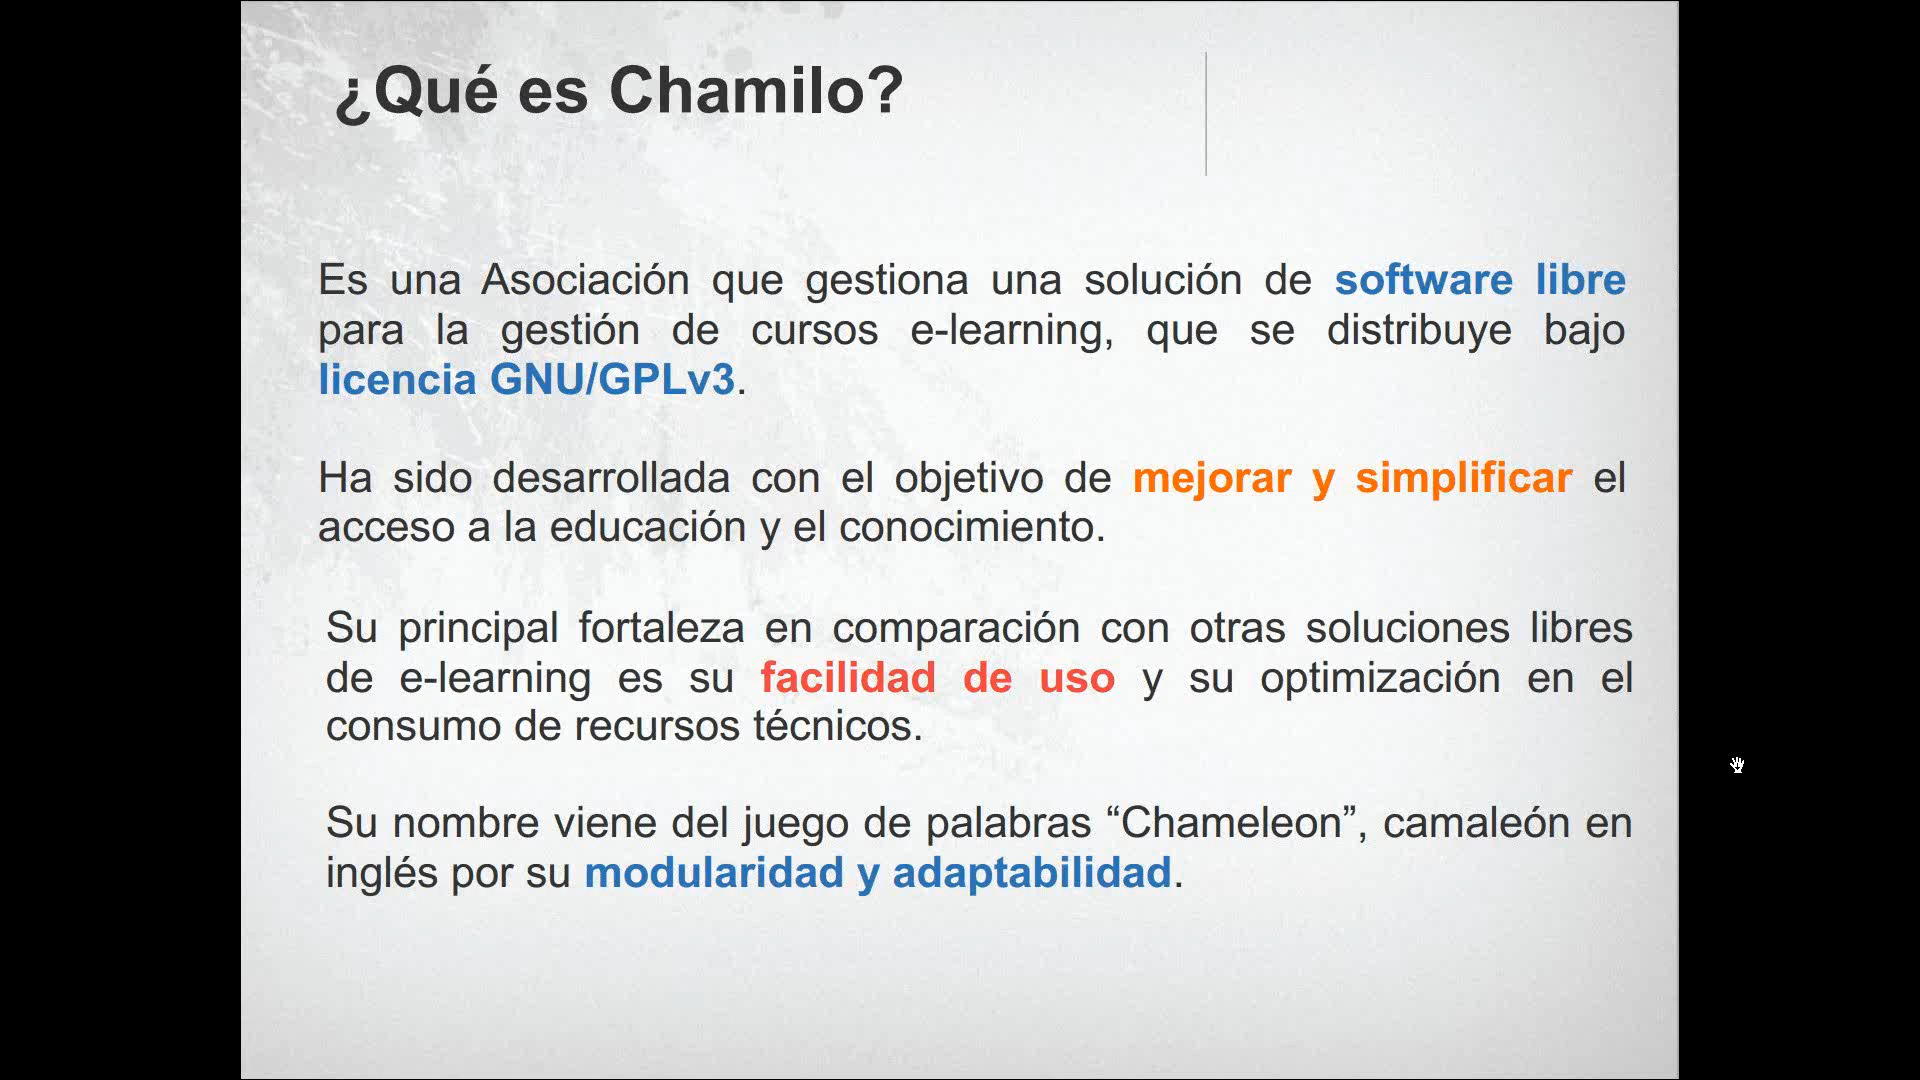 ¿Qué es Chamilo?
Es una Asociación que gestiona una solución de software libre
para la gestión de cursos e-learning, que se distribuye bajo
licencia GNU/GPLv3.
Ha sido desarrollada con el objetivo de mejorar y simplificar el
acceso a la educación y el conocimiento.
Su principal fortaleza en comparación con otras soluciones libres
de e-learning es su facilidad de uso y su optimización en el
consumo de recursos técnicos.
Su nombre viene del juego de palabras “Chameleon”, camaleón en
inglés por su modularidad y adaptabilidad.